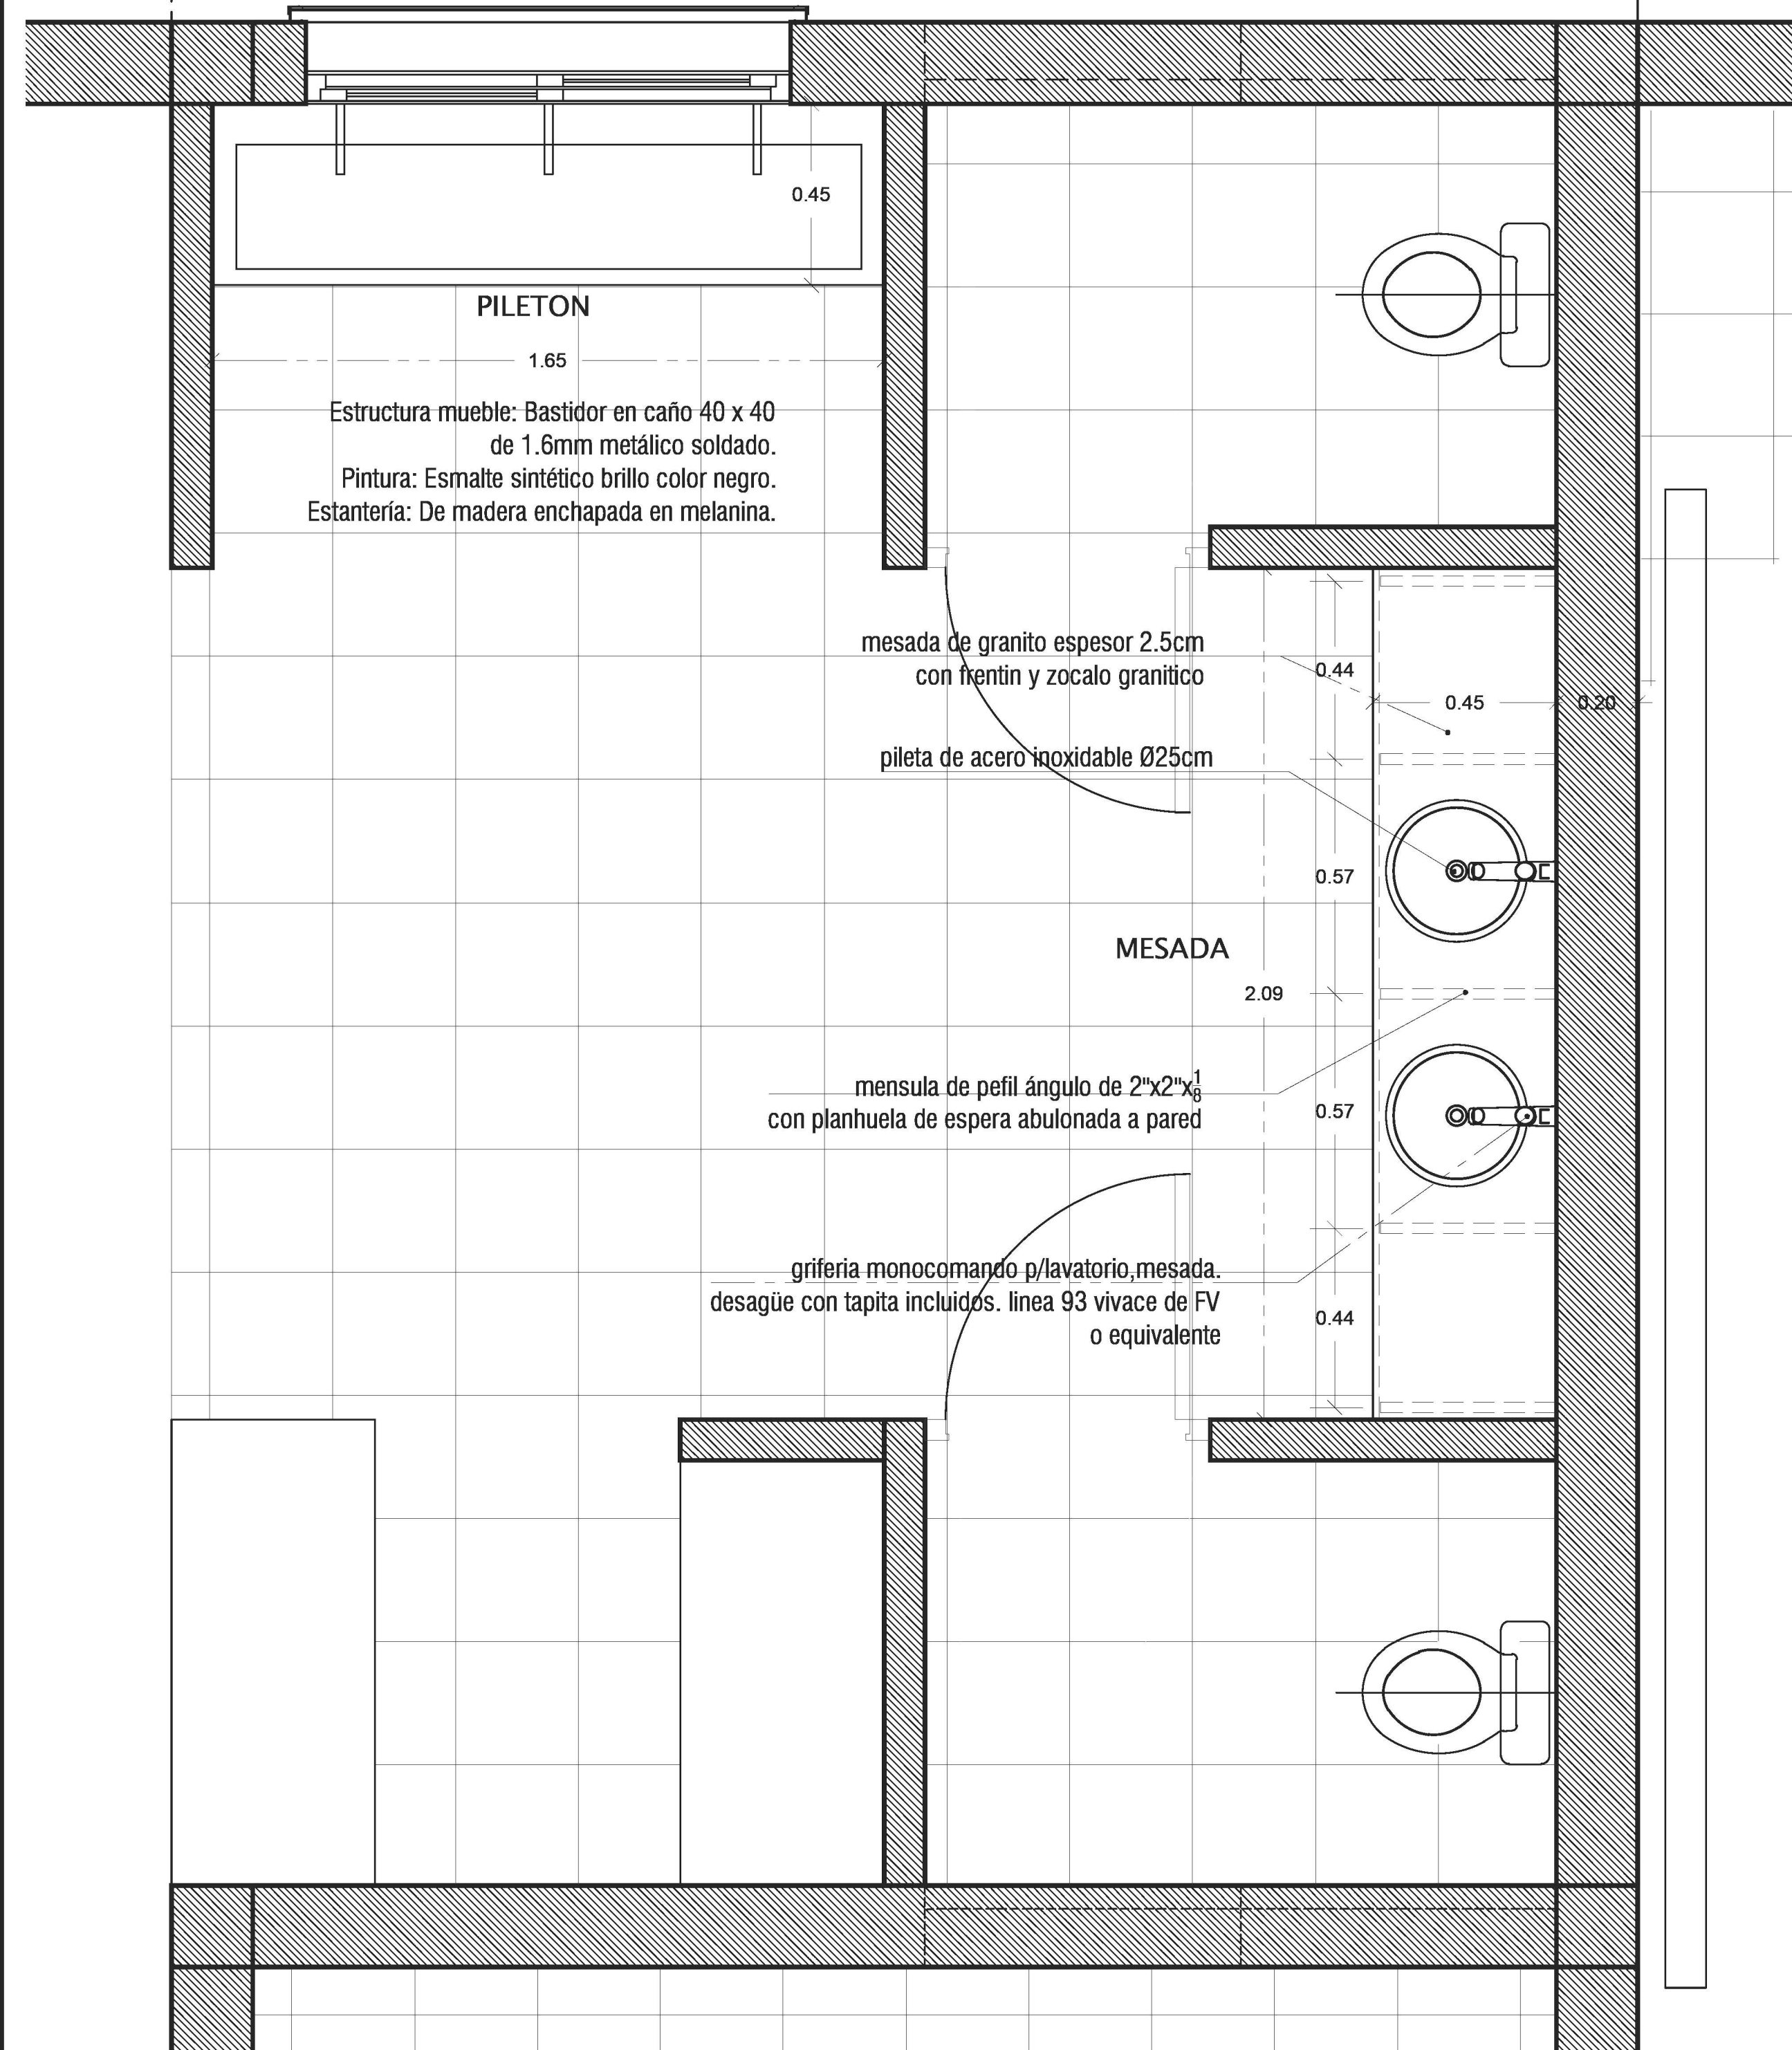 0.45
PILETON
1.65
Estructura mueble: Bastidor en caño 40 x 40
de 1.6mm metálico soldado.
Pintura: Esmalte sintético brillo color negro.
Estantería: De madera enchapada en melanina.
mesada de granito espesor 2.5cm
con frentin y zocalo granitico
0.44
0.45
0.20
pileta de acero inoxidable Ø25cm
0.57
MESADA
2.09
mensula de pefil ángulo de 2"x2"x1/8
con planhuela de espera abulonada a pared
0.57
griferia monocomando p/lavatorio,mesada.
desagüe con tapita incluidos. linea 93 vivace de FV
o equivalente
0.44